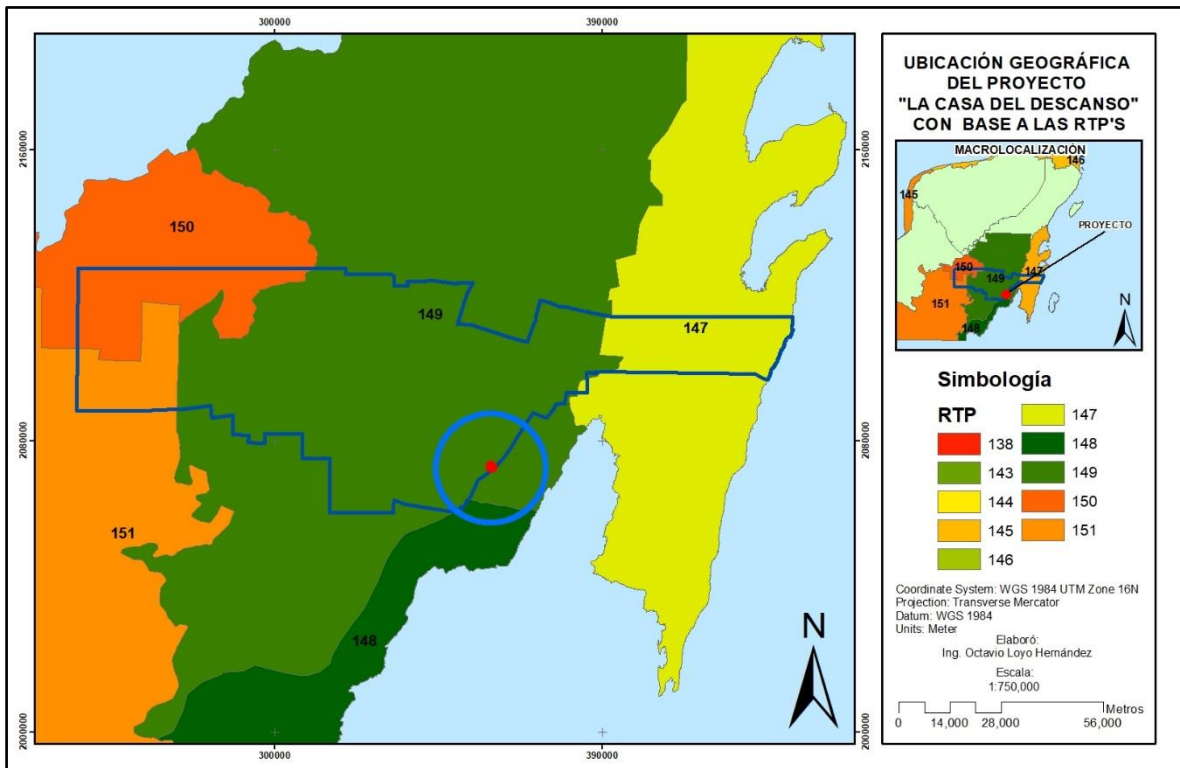 300000
390000
2160000
2160000
150
149
147
2080000
2080000
151
148
N
2000000
2000000
300000
390000
UBICACIÓN GEOGRÁFICA
DEL PROYECTO
"LA CASA DEL DESCANSO"
CON BASE A LAS RTP'S
MACROLOCALIZACIÓN
146
145
PROYECTO
150
149
147
151
148
N
Simbología
RTP
138
143
144
145
146
147
148
149
150
151
Coordinate System: WGS 1984 UTM Zone 16N
Projection: Transverse Mercator
Datum: WGS 1984
Units: Meter
Elaboró:
Ing. Octavio Loyo Hernández
Escala:
1:750,000
Metros
0 14,000 28,000 56,000